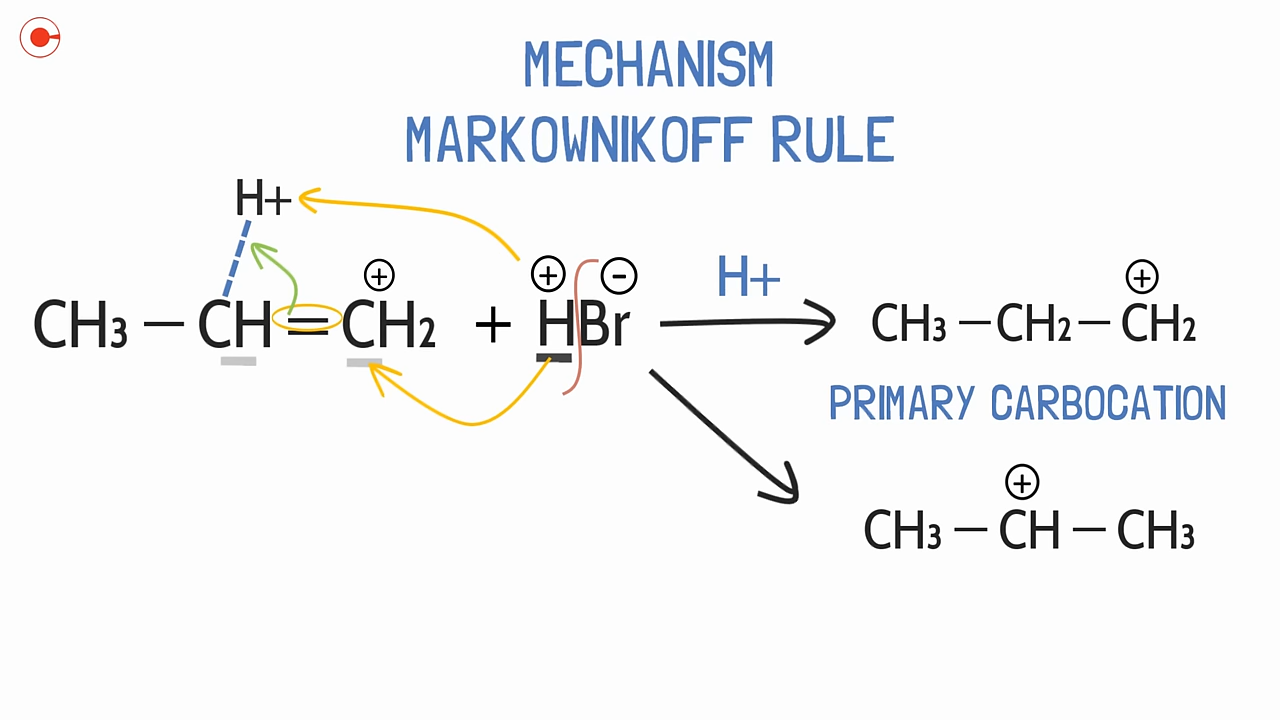 MECHANISM
MARKOWNIKOFF RULE
H+
CH3 — CH = CH2 + HBr
⊕
⊕
⊖
H+
⊕
CH3 — CH2 — CH2
PRIMARY CARBOCATION
⊕
CH3 — CH — CH3